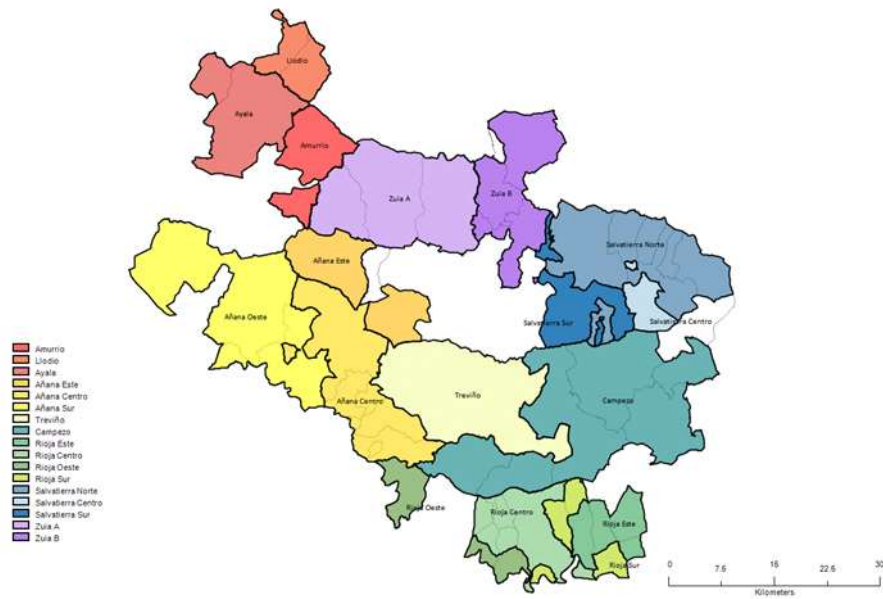 Llodio
Ayala
Amurrio
Zuia A
Zuia B
Salvatierra Norte
Añana Este
Añana Oeste
Salvatierra Sur
Salvatierra Centro
Treviño
Campezo
Añana Centro
Rioja Oeste
Rioja Centro
Rioja Este
Rioja Sur
Amurrio
Llodio
Ayala
Añana Este
Añana Centro
Añana Sur
Treviño
Campezo
Rioja Este
Rioja Centro
Rioja Oeste
Rioja Sur
Salvatierra Norte
Salvatierra Centro
Salvatierra Sur
Zuia A
Zuia B
0 7.5 15 22.5 30
Kilometers